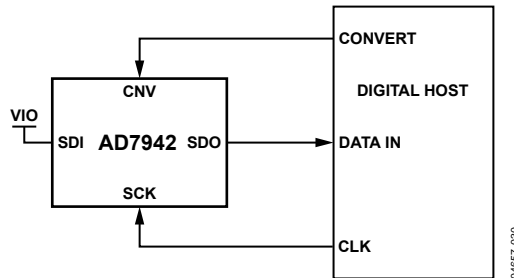 CONVERT
CNV
DIGITAL HOST
VIO
SDI AD7942 SDO
DATA IN
SCK
CLK